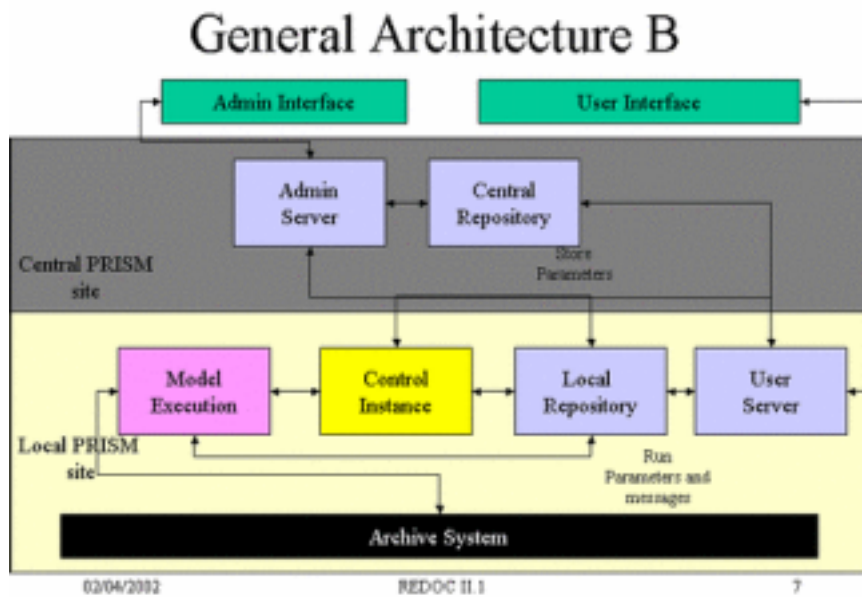 General Architecture B
Admin Interface
User Interface
Admin
Server
Central
Repository
Store
Parameters
Central PRISM
site
Model
Execution
Control
Instance
Local
Repository
User
Server
Local PRISM
site
Run
Parameters and
messages
Archive System
02/04/2002
REDOC II.1
7